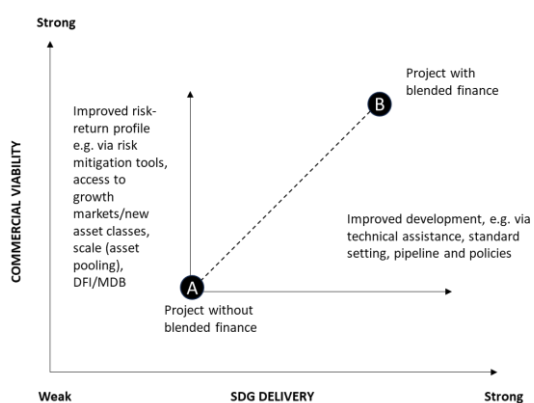 Strong
Project with
blended finance
B
Improved risk-
return profile
e.g. via risk
mitigation tools,
access to
growth
markets/new
asset classes,
scale (asset
pooling),
DFI/MDB
COMMERCIAL VIABILITY
Improved development, e.g. via
technical assistance, standard
setting, pipeline and policies
A
Project without
blended finance
Weak
SDG DELIVERY
Strong